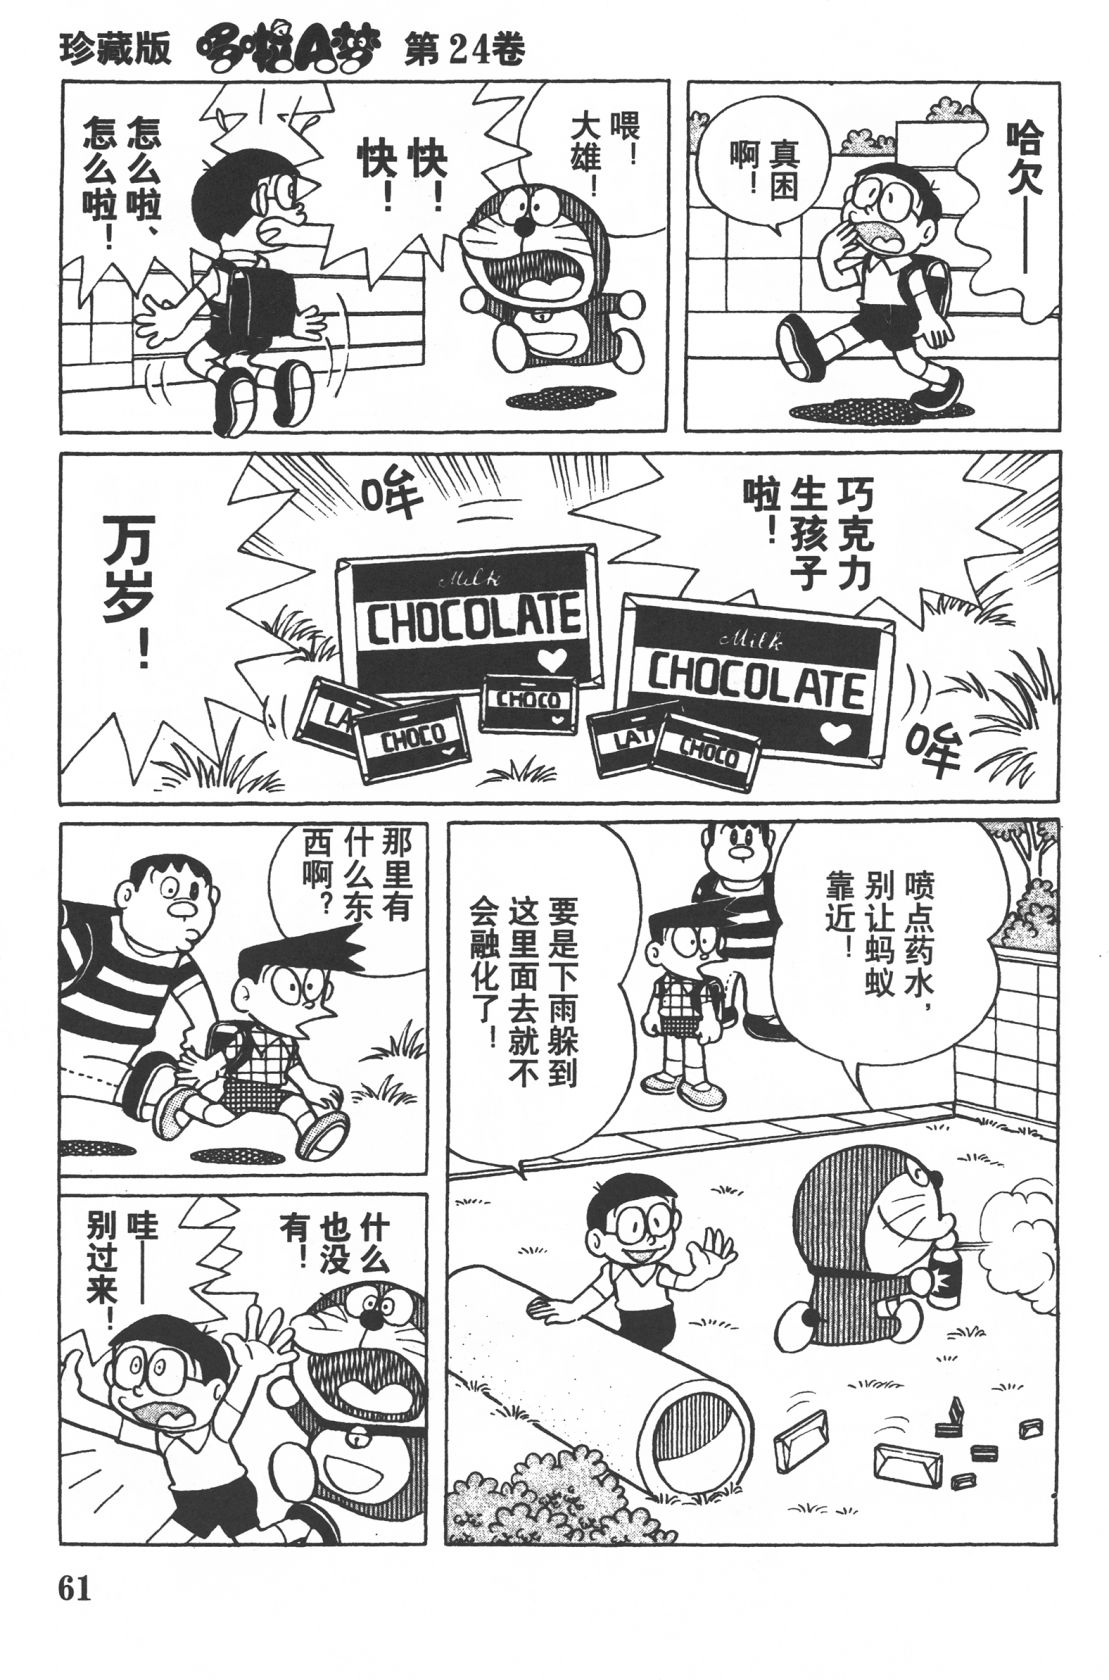 珍藏版 哆啦A梦 第24卷
哈欠——
真困
啊！
喂！
大雄！
快！
快！
怎么啦、
怎么啦！
巧克力
生孩子
啦！
哞
哞
万岁！
Milk
CHOCOLATE
Milk
CHOCOLATE
LA
CHOCO
CHOCO
LAT
CHOCO
喷点药水，
别让蚂蚁
靠近！
要是下雨躲到
这里面去就不
会融化了！
那里有
什么东
西啊？
什么
也没
有！
哇——
别过来！
61